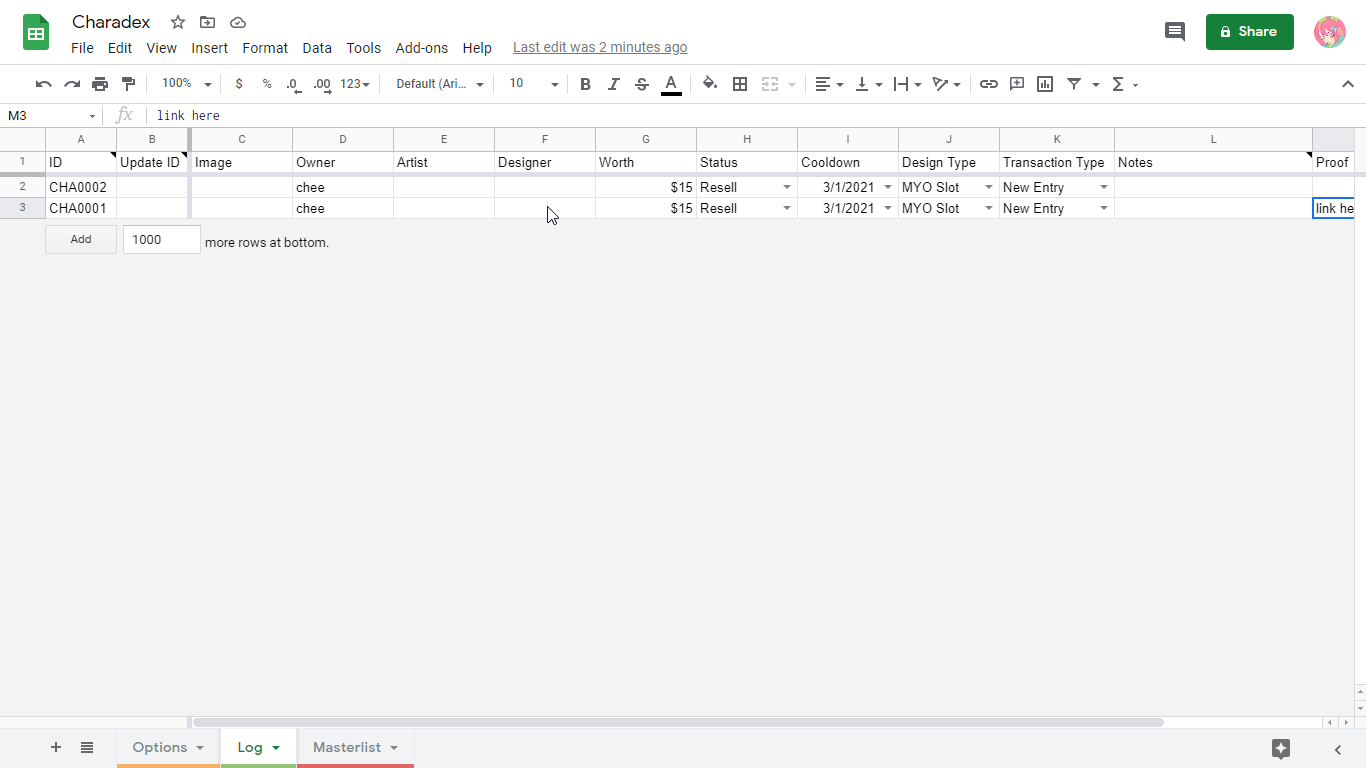 Charadex
File Edit View Insert Format Data Tools Add-ons Help Last edit was 2 minutes ago
Share
100% $ % .0 .00 123 Default (Ari... 10 B I S A
M3 fx link here
A B C D E F G H I J K L
1 ID Update ID Image Owner Artist Designer Worth Status Cooldown Design Type Transaction Type Notes Proof
2 CHA0002 chee $15 Resell 3/1/2021 MYO Slot New Entry
3 CHA0001 chee $15 Resell 3/1/2021 MYO Slot New Entry link he
Add 1000 more rows at bottom.
Options Log Masterlist